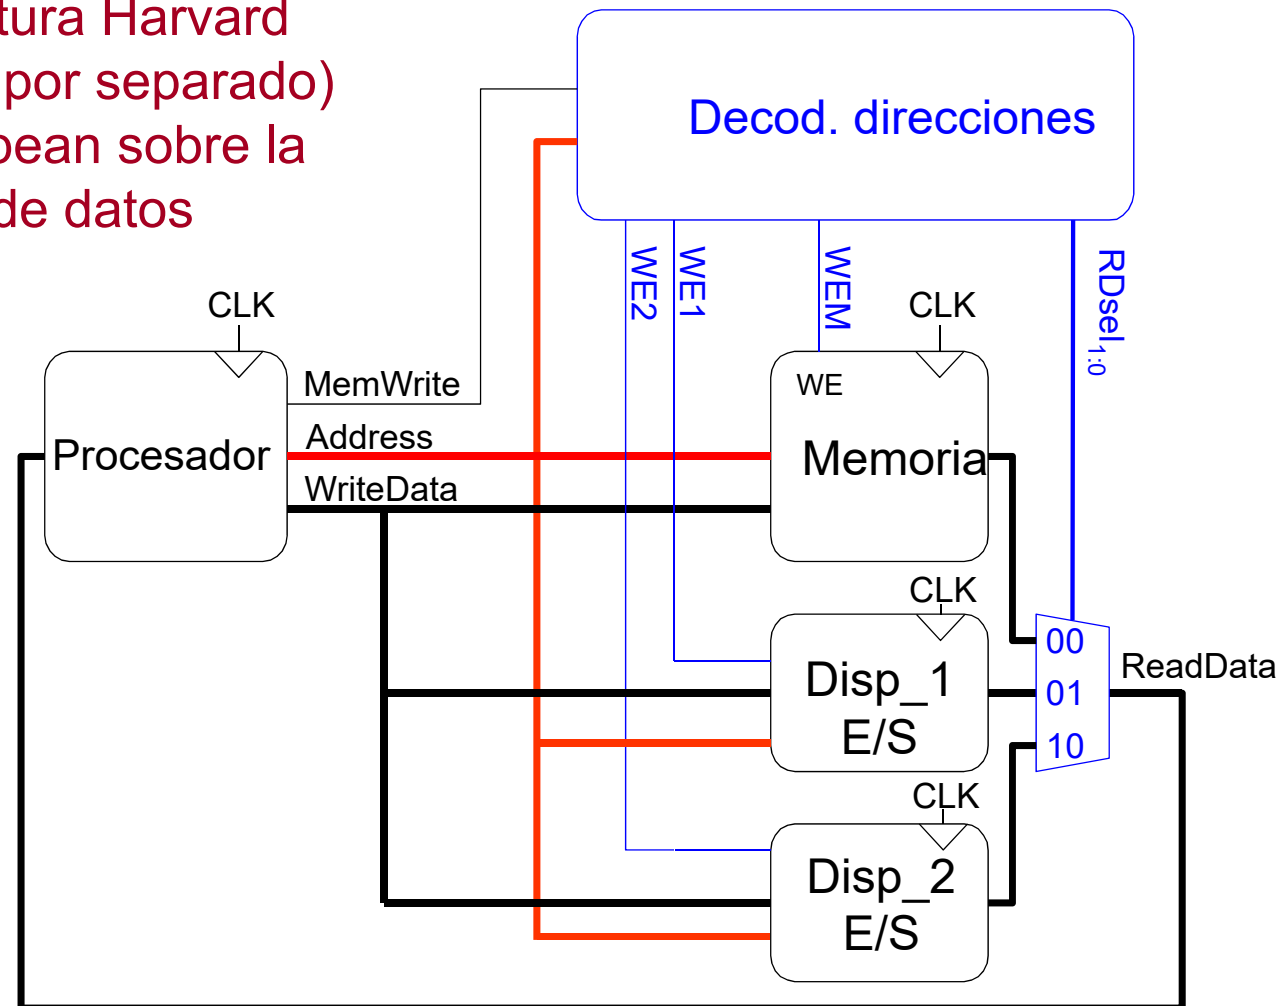 tura Harvard
por separado)
pean sobre la
de datos
Decod. direcciones
WE2
WE1
WEM
RDsel1:0
CLK
CLK
MemWrite
WE
Address
Procesador
Memoria
WriteData
CLK
Disp_1
E/S
00
01
10
ReadData
CLK
Disp_2
E/S